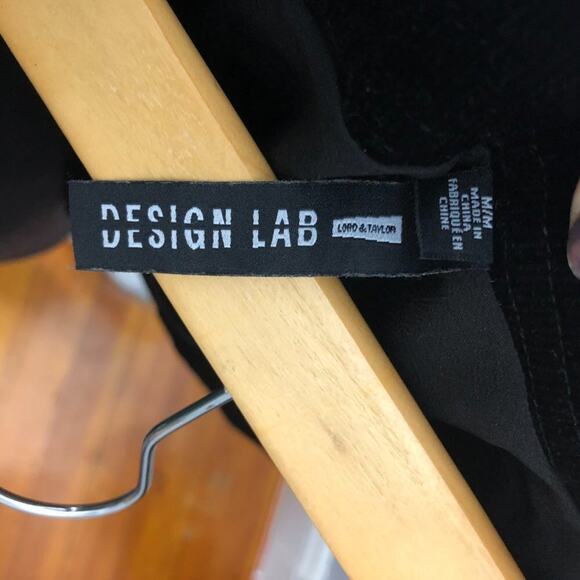 DESIGN LAB
LORD & TAYLOR
M/M
MADE IN
CHINA
FABRIQUÉ EN
CHINE